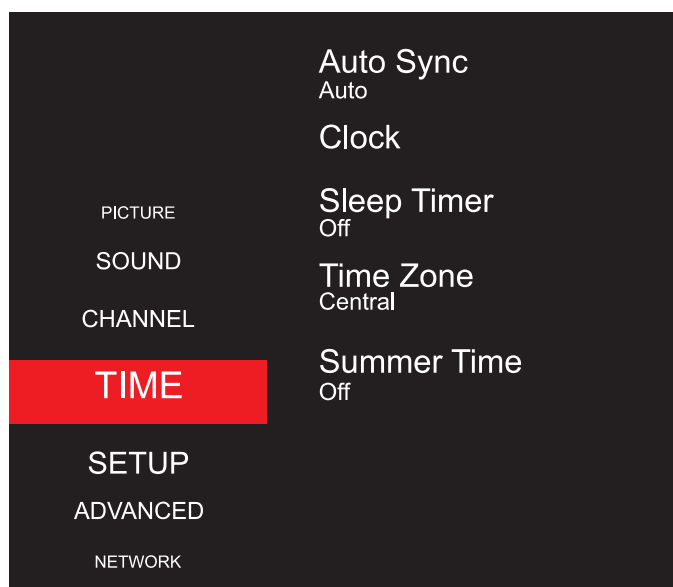 PICTURE
SOUND
CHANNEL
TIME
SETUP
ADVANCED
NETWORK
Auto Sync
Auto
Clock
Sleep Timer
Off
Time Zone
Central
Summer Time
Off